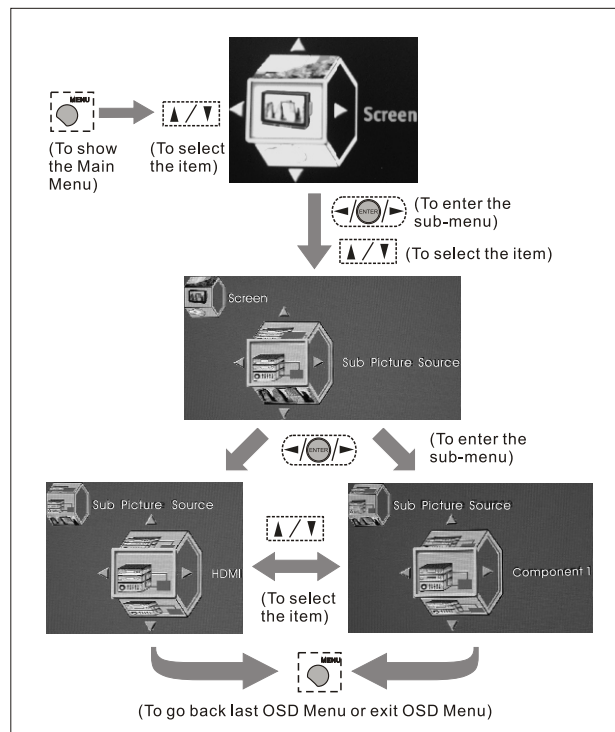 MENU
(To show
the Main
Menu)
(To select
the item)
Screen
ENTER
(To enter the
sub-menu)
(To select the item)
Screen
Sub Picture Source
ENTER
(To enter the
sub-menu)
Sub Picture Source
HDMI
(To select
the item)
Sub Picture Source
Component 1
MENU
(To go back last OSD Menu or exit OSD Menu)